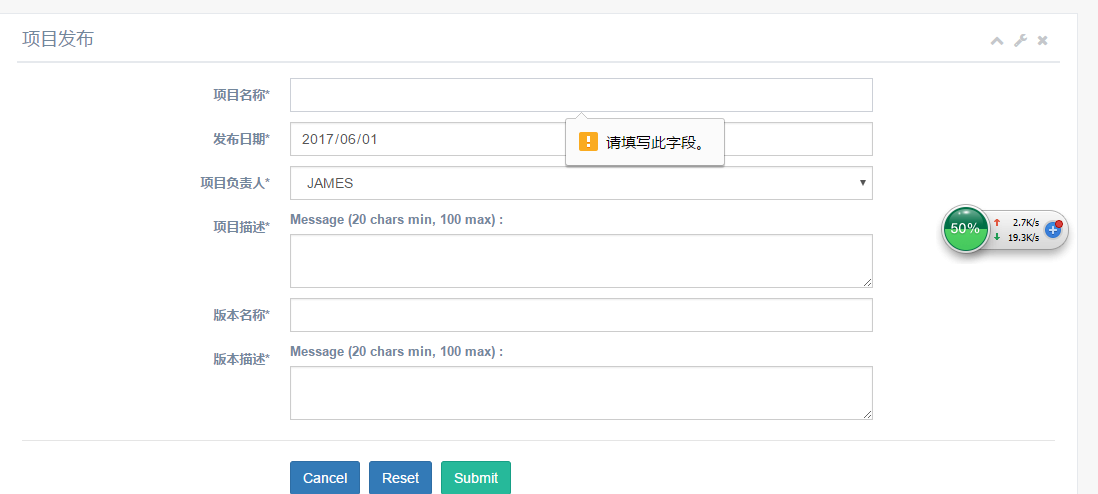 项目发布
项目名称*
请填写此字段。
发布日期*
2017/06/01
项目负责人*
JAMES
项目描述*
Message (20 chars min, 100 max) :
50%
2.7K/s
19.3K/s
版本名称*
版本描述*
Message (20 chars min, 100 max) :
Cancel
Reset
Submit